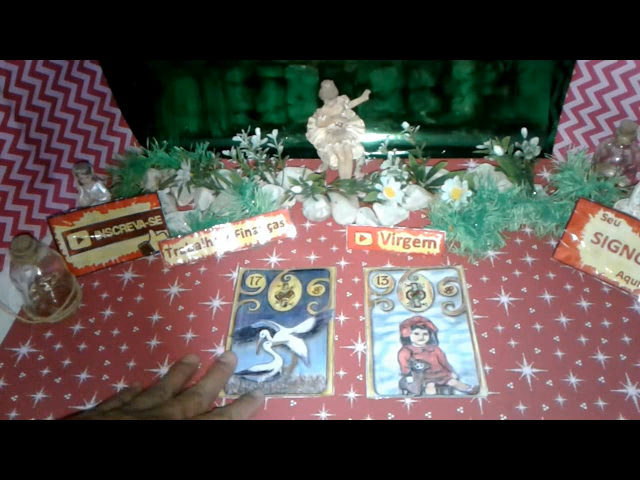 INSCREVA-SE
Trabalho e Finanças
Virgem
Seu
SIGNO
Aqui
17
13